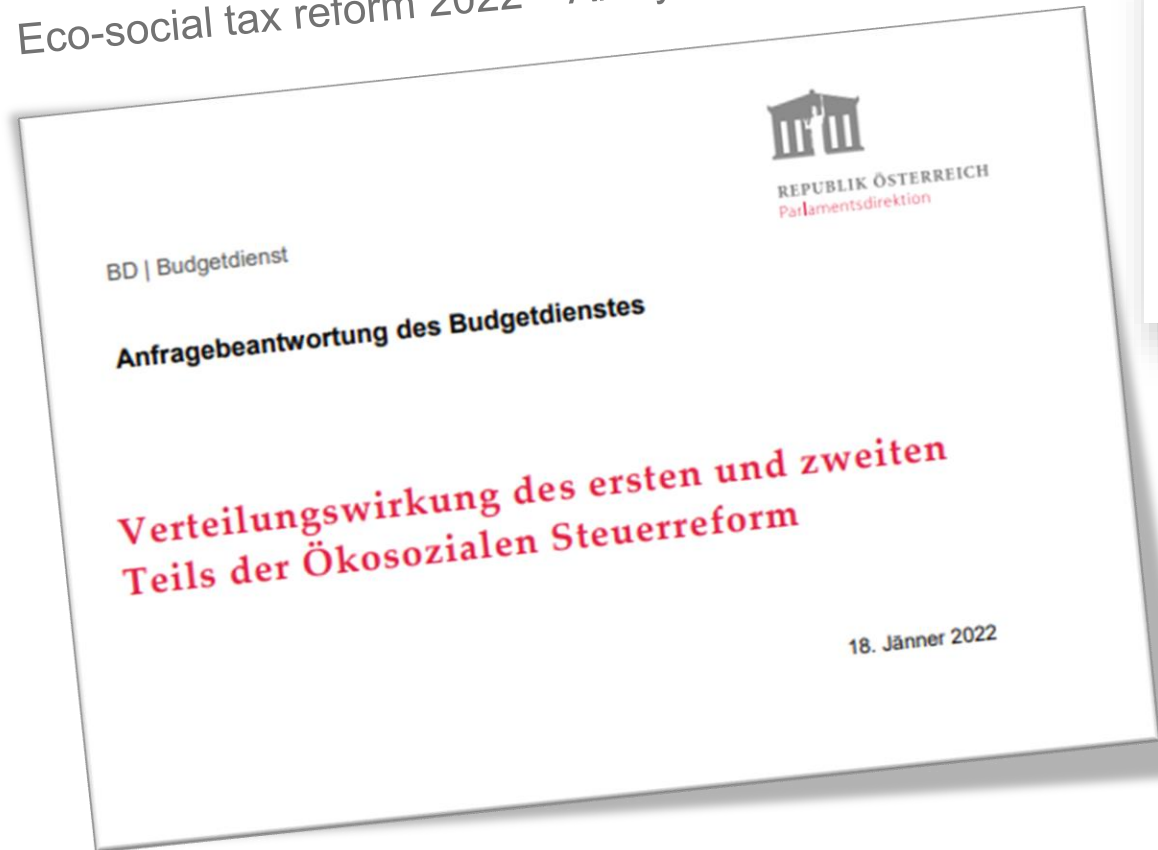 Eco-social tax reform 2022
REPUBLIK ÖSTERREICH
Parlamentsdirektion
BD | Budgetdienst
Anfragebeantwortung des Budgetdienstes
Verteilungswirkung des ersten und zweiten
Teils der Ökosozialen Steuerreform
18. Jänner 2022